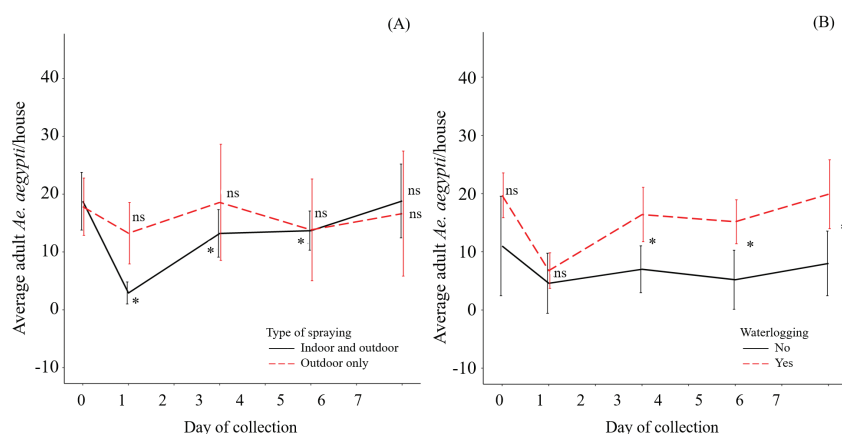 (A)
Average adult Ae. aegypti/house
40
30
20
10
0
-10
ns
ns
ns
ns
ns
*
*
*
Type of spraying
Indoor and outdoor
Outdoor only
0 1 2 3 4 5 6 7
Day of collection
(B)
Average adult Ae. aegypti/house
40
30
20
10
0
-10
ns
ns
*
*
*
Waterlogging
No
Yes
0 1 2 3 4 5 6 7
Day of collection